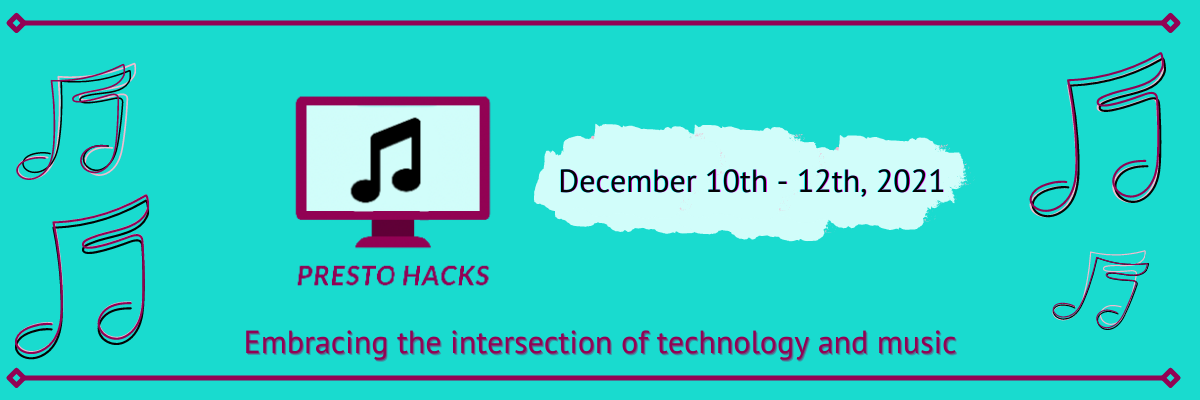 December 10th - 12th, 2021
PRESTO HACKS
Embracing the intersection of technology and music